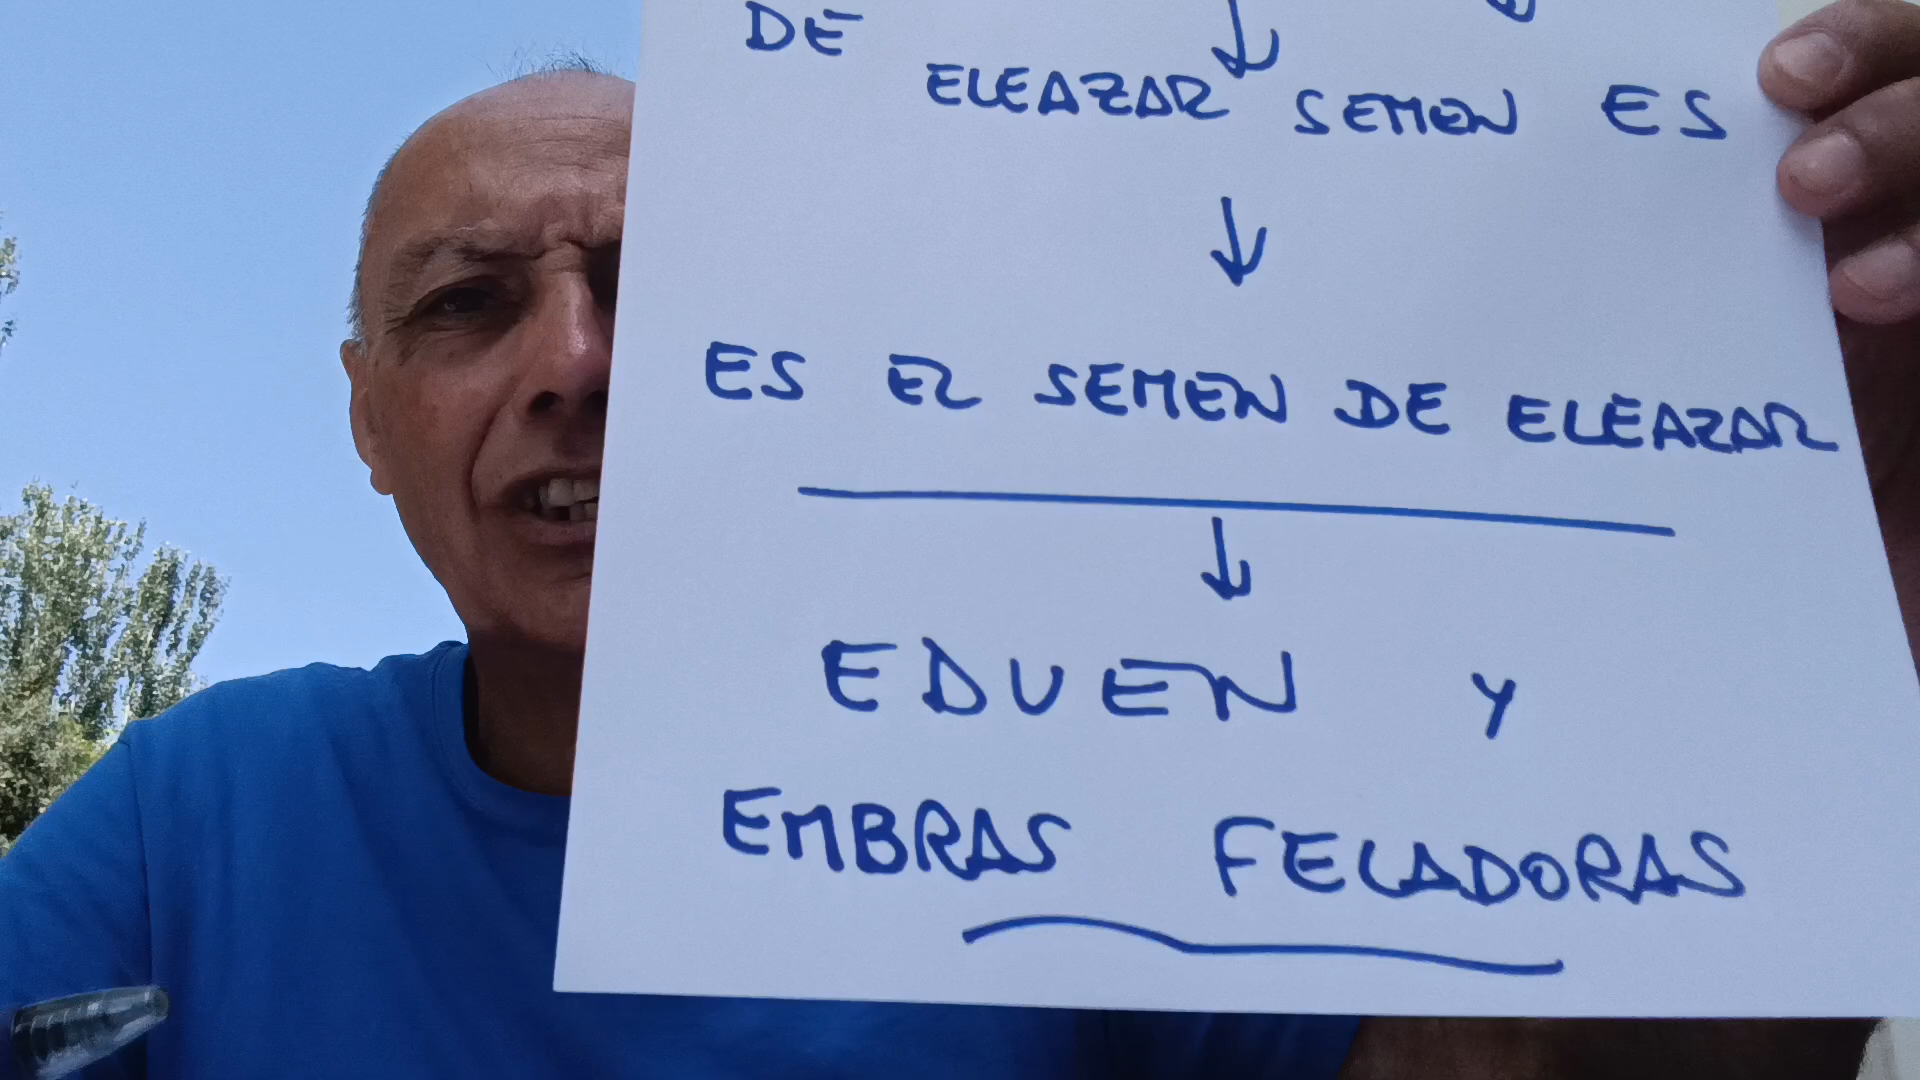 DE
ELEAZAR SEMEN ES
ES EL SEMEN DE ELEAZAR
EDUEN Y
EMBRAS FELADORAS